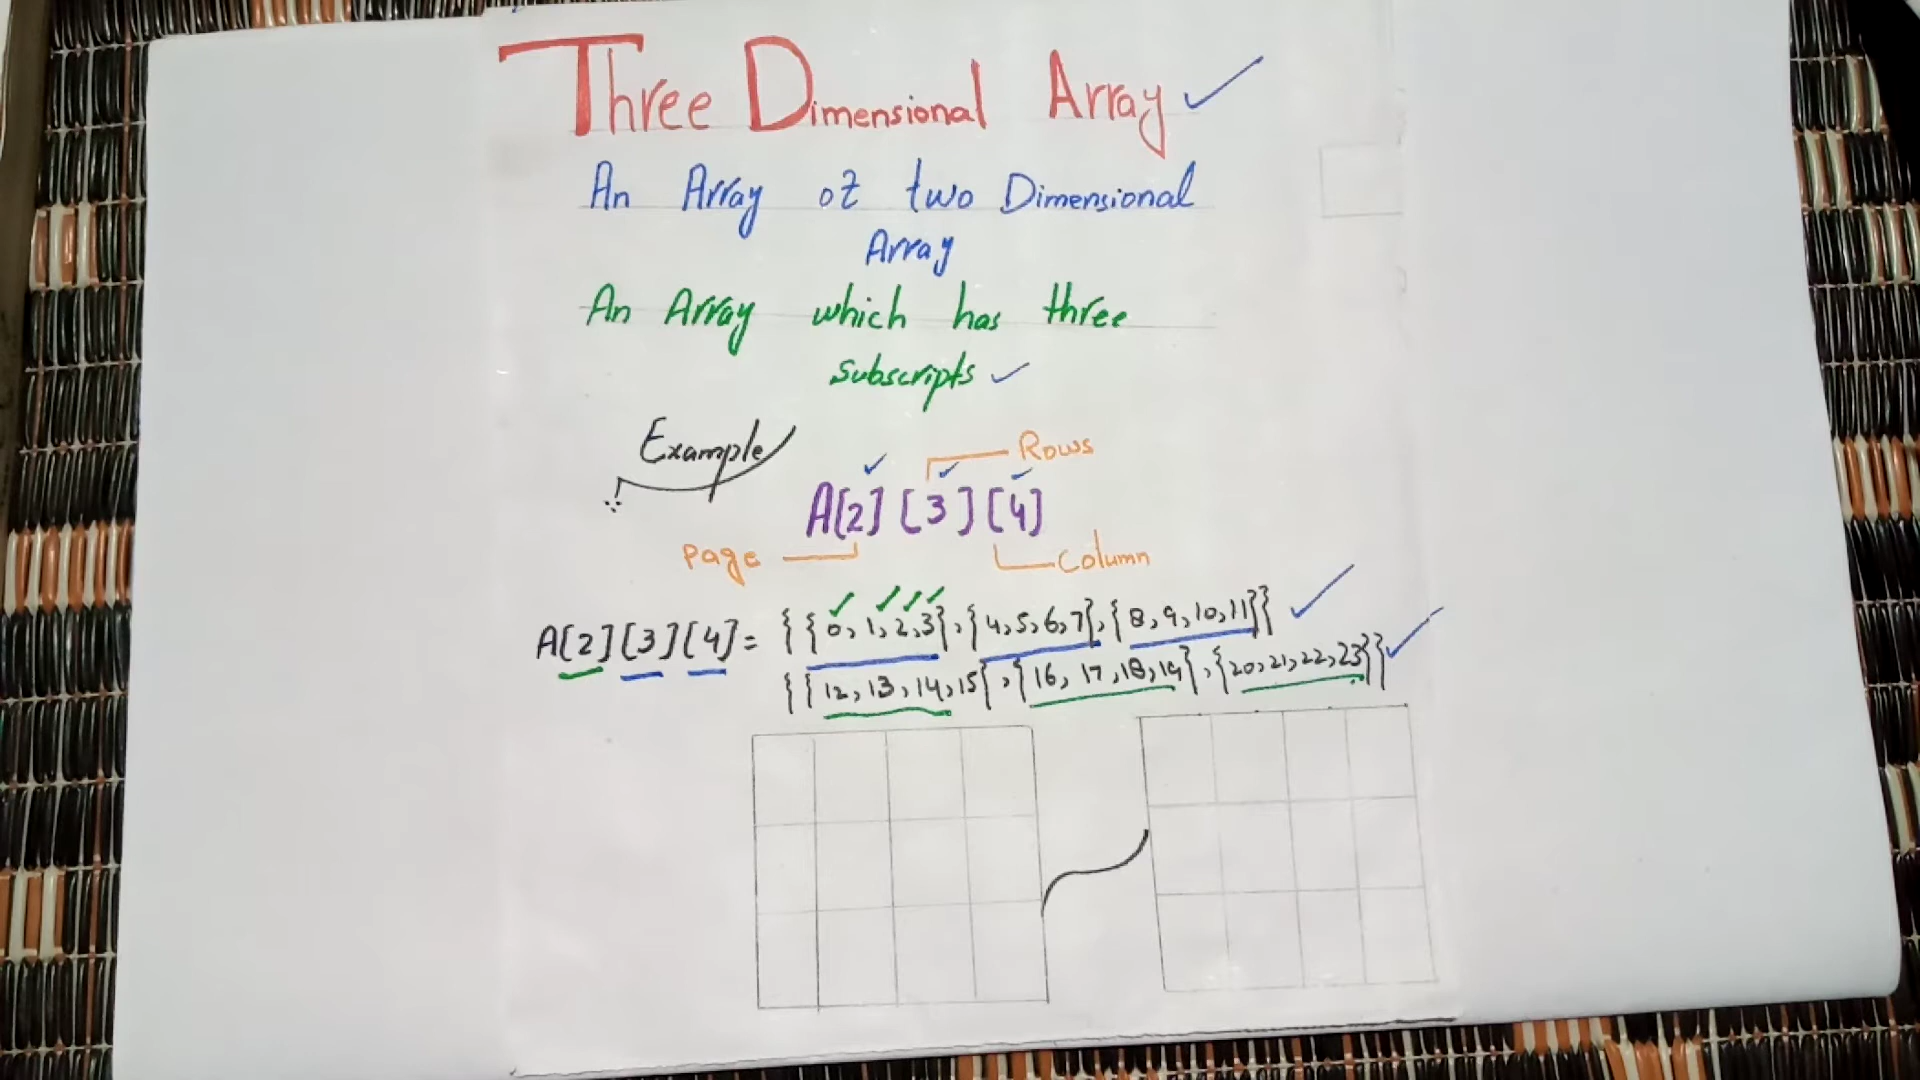 Three Dimensional Array
An Array of two Dimensional
Array
An Array which has three
Subscripts
Example
Rows
A[2] [3] [4]
Page
Column
A[2][3][4]= {{0,1,2,3},{4,5,6,7},{8,9,10,11}}
{{12,13,14,15},{16,17,18,19},{20,21,22,23}}